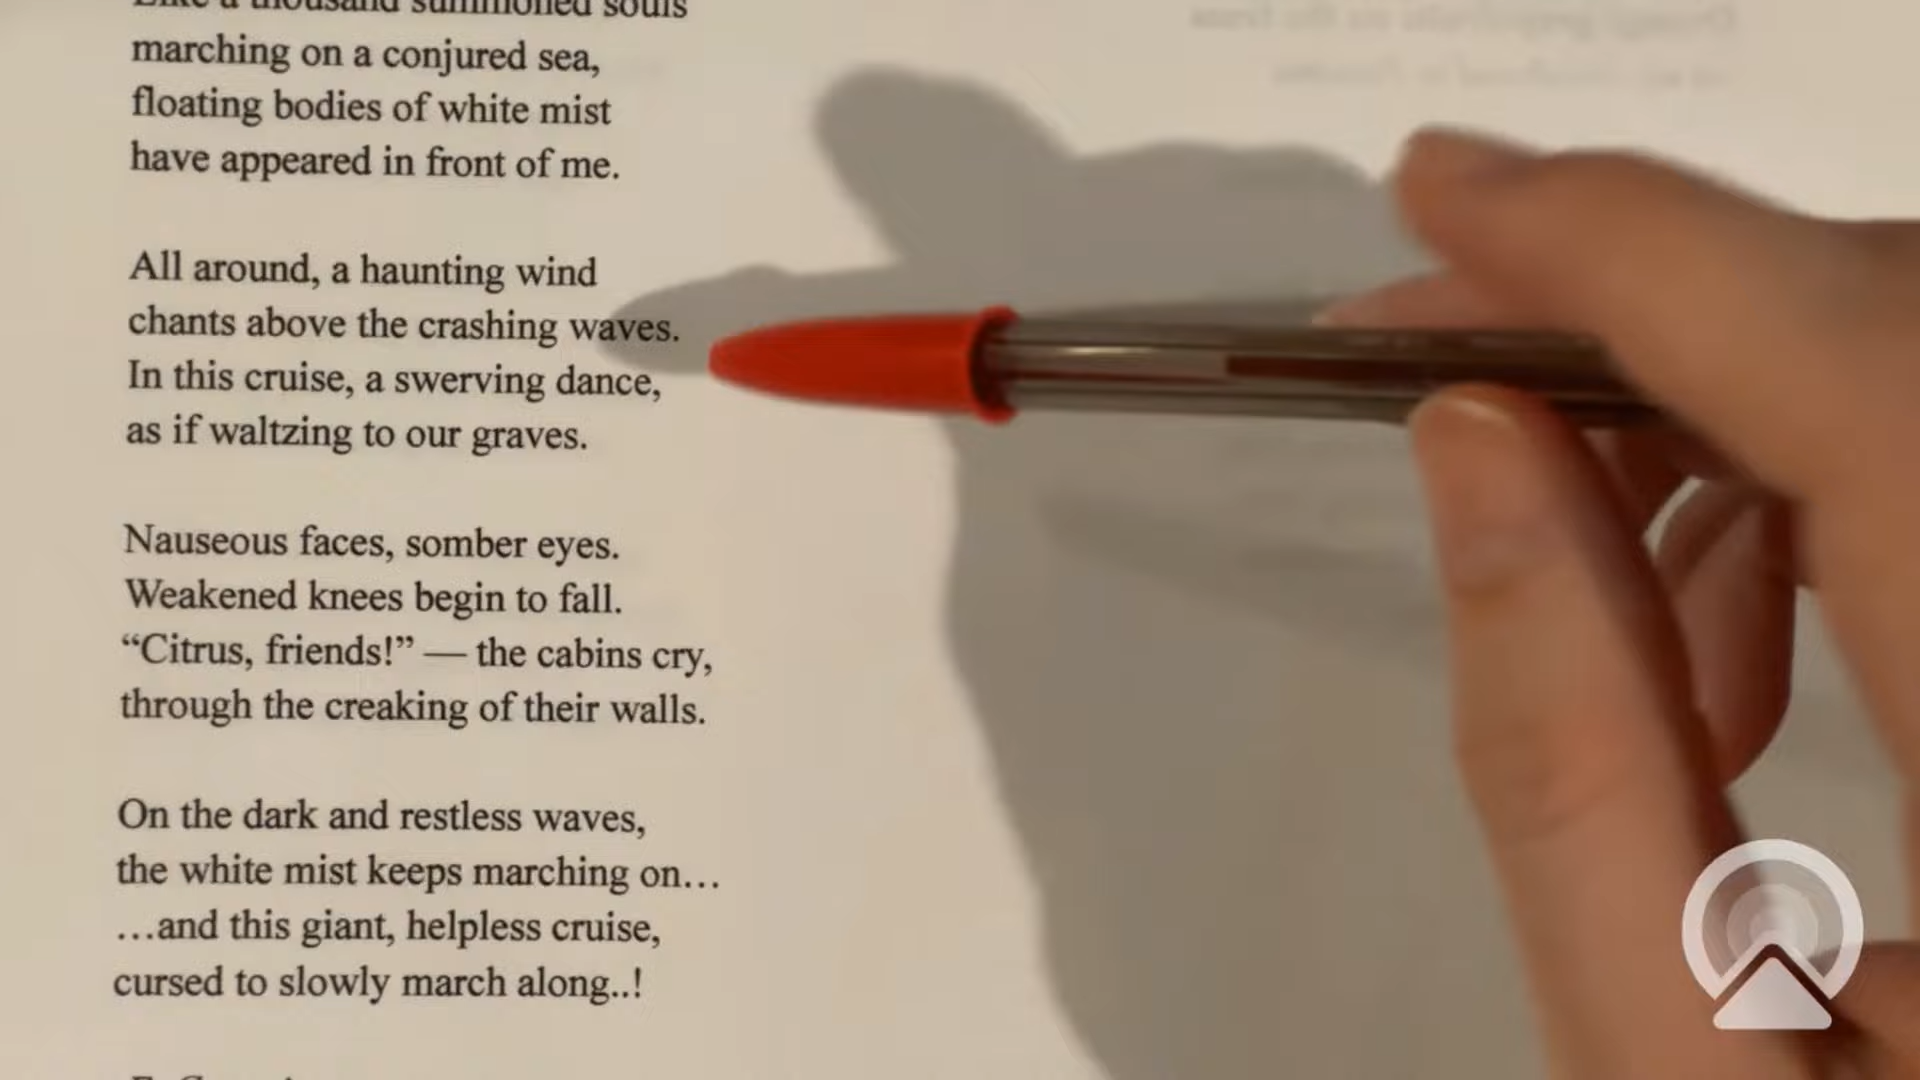 Like a thousand summoned souls
marching on a conjured sea,
floating bodies of white mist
have appeared in front of me.
All around, a haunting wind
chants above the crashing waves.
In this cruise, a swerving dance,
as if waltzing to our graves.
Nauseous faces, somber eyes.
Weakened knees begin to fall.
“Citrus, friends!” — the cabins cry,
through the creaking of their walls.
On the dark and restless waves,
the white mist keeps marching on…
…and this giant, helpless cruise,
cursed to slowly march along..!